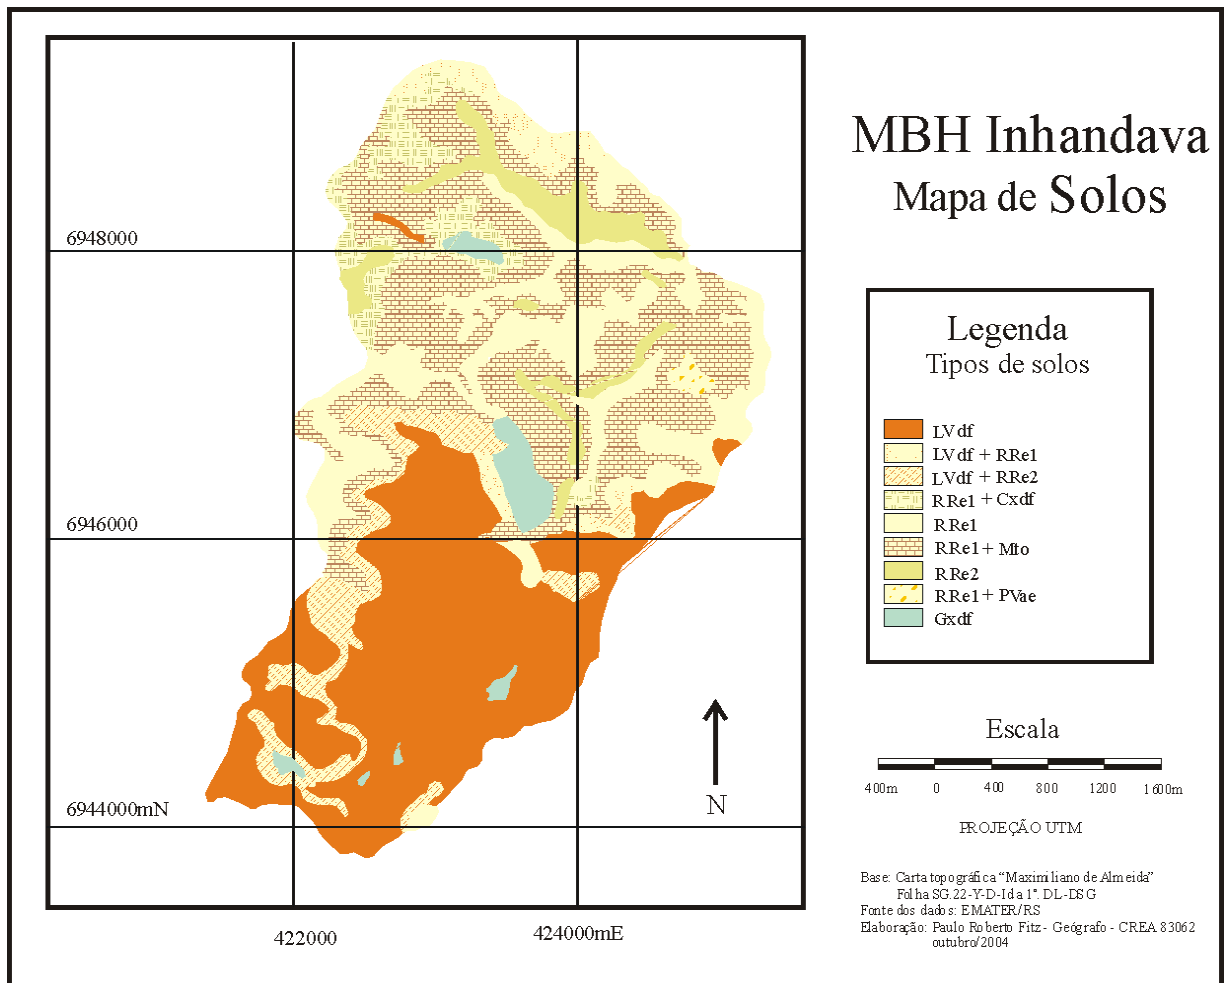 MBH Inhandava
Mapa de Solos
6948000
6946000
6944000mN
422000
424000mE
Legenda
Tipos de solos
LVdf
LVdf + RRe1
LVdf + RRe2
RRe1 + Cxdf
RRe1
RRe1 + Mto
RRe2
RRe1 + PVae
Gxdf
N
Escala
400m 0 400 800 1200 1600m
PROJEÇÃO UTM
Base: Carta topográfica “Maximiliano de Almeida”
Folha SG.22-Y-D-I da 1ª. DL-DSG
Fonte dos dados: EMATER/RS
Elaboração: Paulo Roberto Fitz - Geógrafo - CREA 83062
outubro/2004